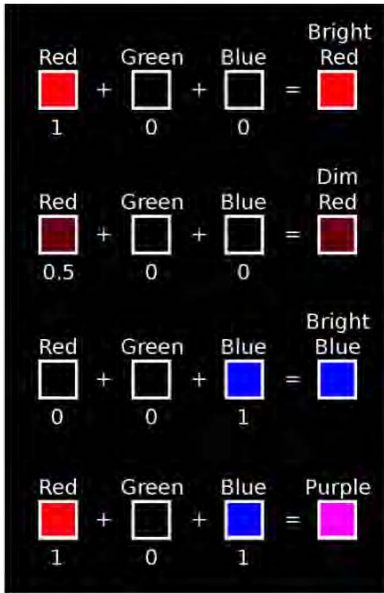 Bright
Red Green Blue Red
+ + =
1 0 0
Dim
Red Green Blue Red
+ + =
0.5 0 0
Bright
Red Green Blue Blue
+ + =
0 0 1
Red Green Blue Purple
+ + =
1 0 1